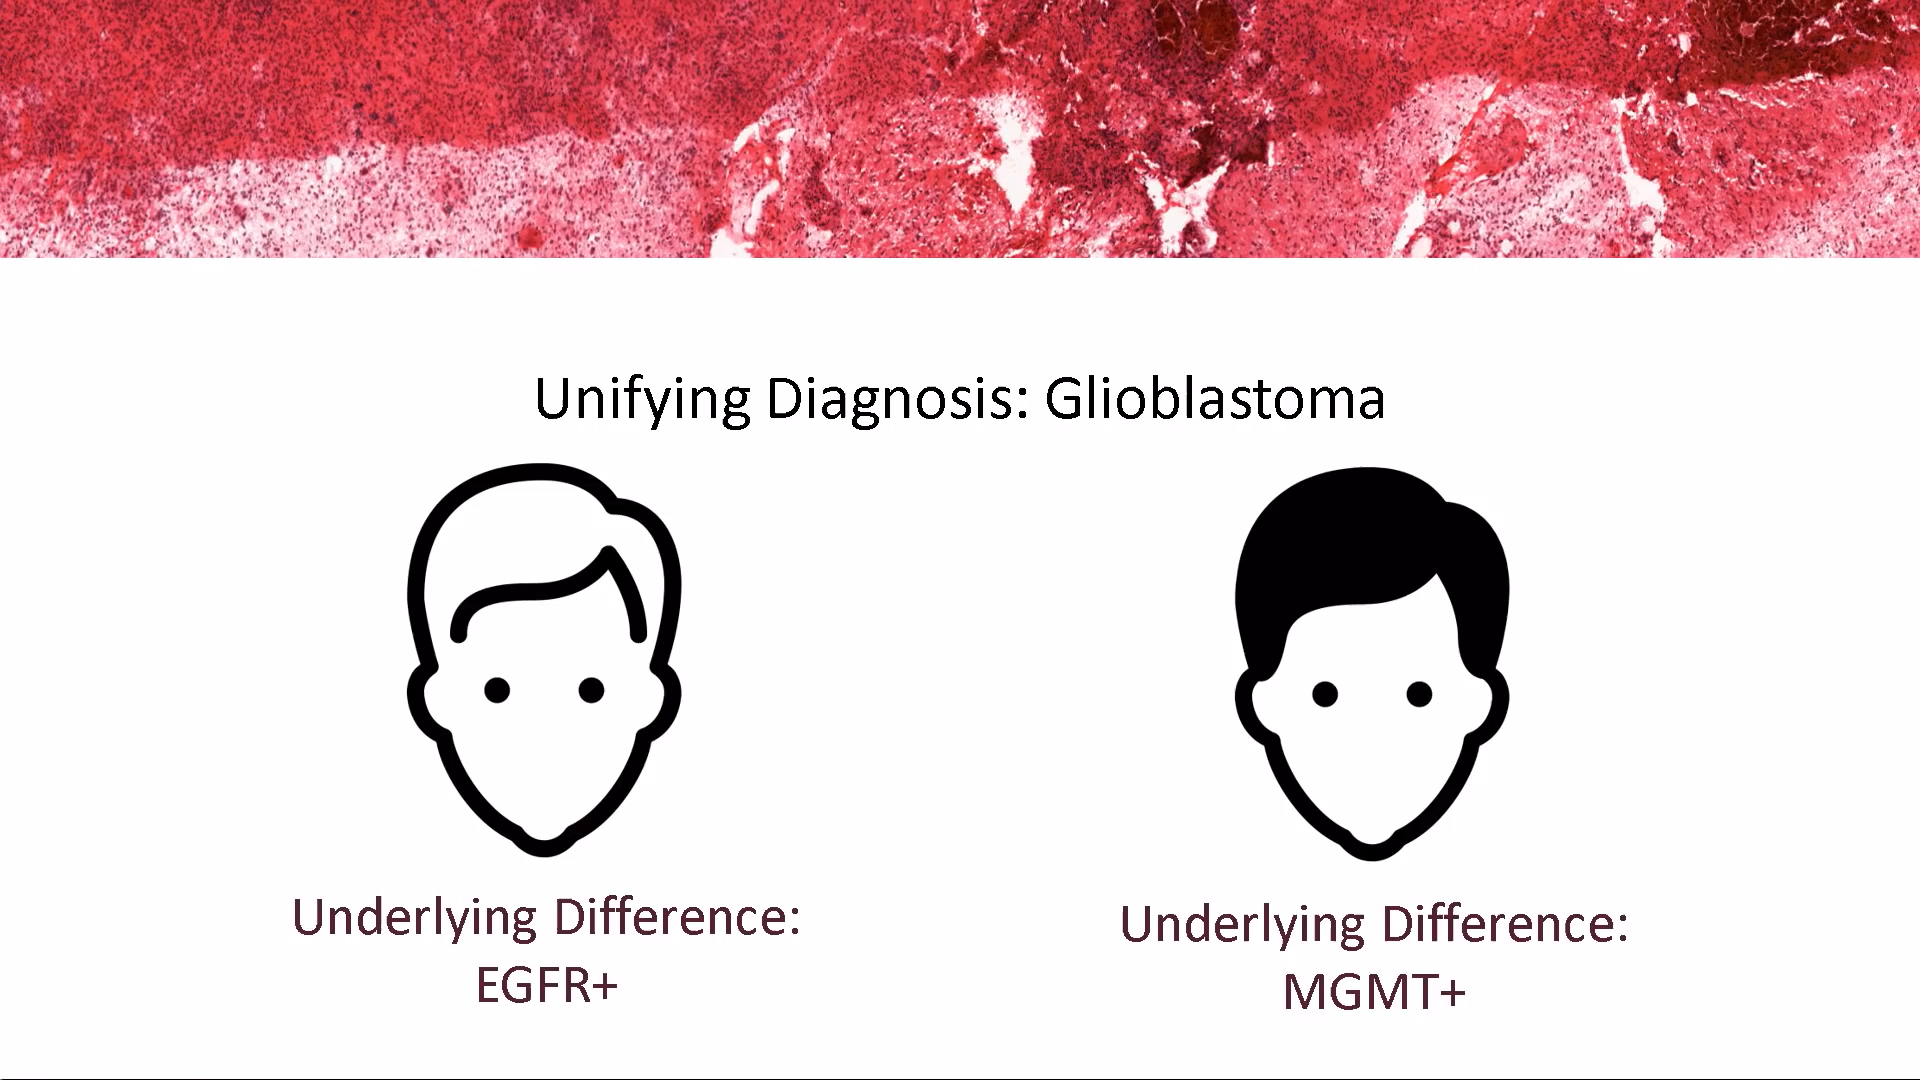 Unifying Diagnosis: Glioblastoma
Underlying Difference:
EGFR+
Underlying Difference:
MGMT+